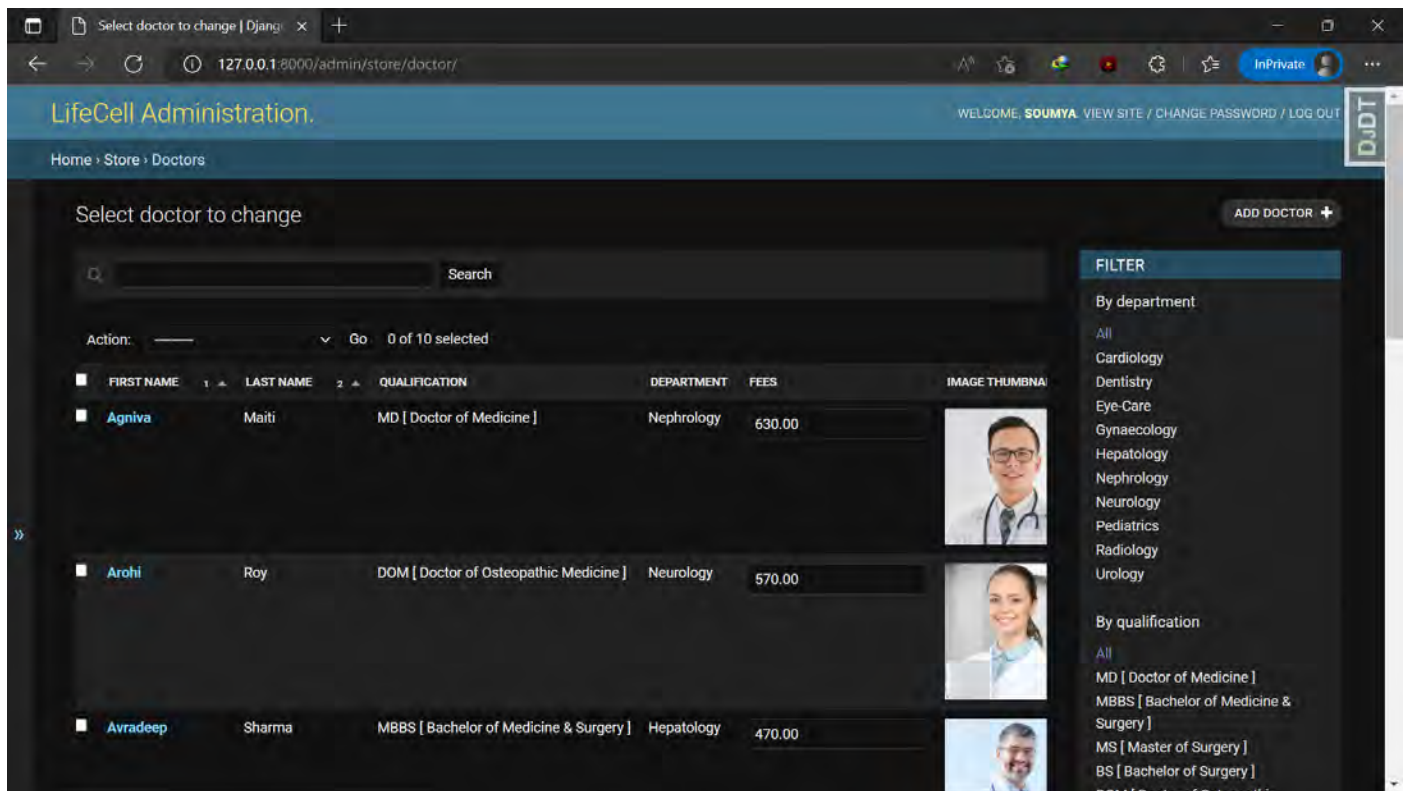 Select doctor to change | Djang
127.0.0.1:8000/admin/store/doctor/
InPrivate
LifeCell Administration.
WELCOME, SOUMYA. VIEW SITE / CHANGE PASSWORD / LOG OUT
DJDT
Home › Store › Doctors
Select doctor to change
ADD DOCTOR +
Search
Action: ——— Go 0 of 10 selected
FIRST NAME 1 LAST NAME 2 QUALIFICATION DEPARTMENT FEES IMAGE THUMBNA
Agniva Maiti MD [ Doctor of Medicine ] Nephrology 630.00
Arohi Roy DOM [ Doctor of Osteopathic Medicine ] Neurology 570.00
Avradeep Sharma MBBS [ Bachelor of Medicine & Surgery ] Hepatology 470.00
FILTER
By department
All
Cardiology
Dentistry
Eye-Care
Gynaecology
Hepatology
Nephrology
Neurology
Pediatrics
Radiology
Urology
By qualification
All
MD [ Doctor of Medicine ]
MBBS [ Bachelor of Medicine &
Surgery ]
MS [ Master of Surgery ]
BS [ Bachelor of Surgery ]